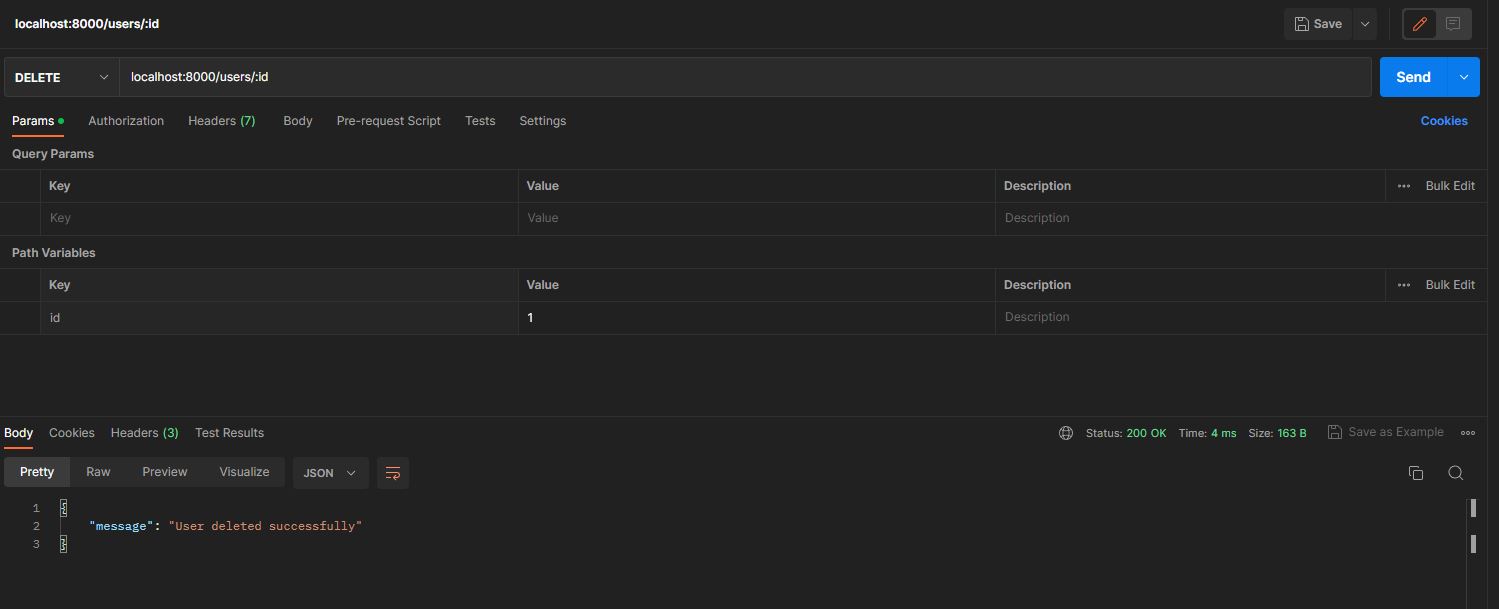 localhost:8000/users/:id Save
DELETE localhost:8000/users/:id Send
Params Authorization Headers (7) Body Pre-request Script Tests Settings Cookies
Query Params
Key Value Description Bulk Edit
Key Value Description
Path Variables
Key Value Description Bulk Edit
id 1 Description
Body Cookies Headers (3) Test Results Status: 200 OK Time: 4 ms Size: 163 B Save as Example
Pretty Raw Preview Visualize JSON
1 {
2 "message": "User deleted successfully"
3 }